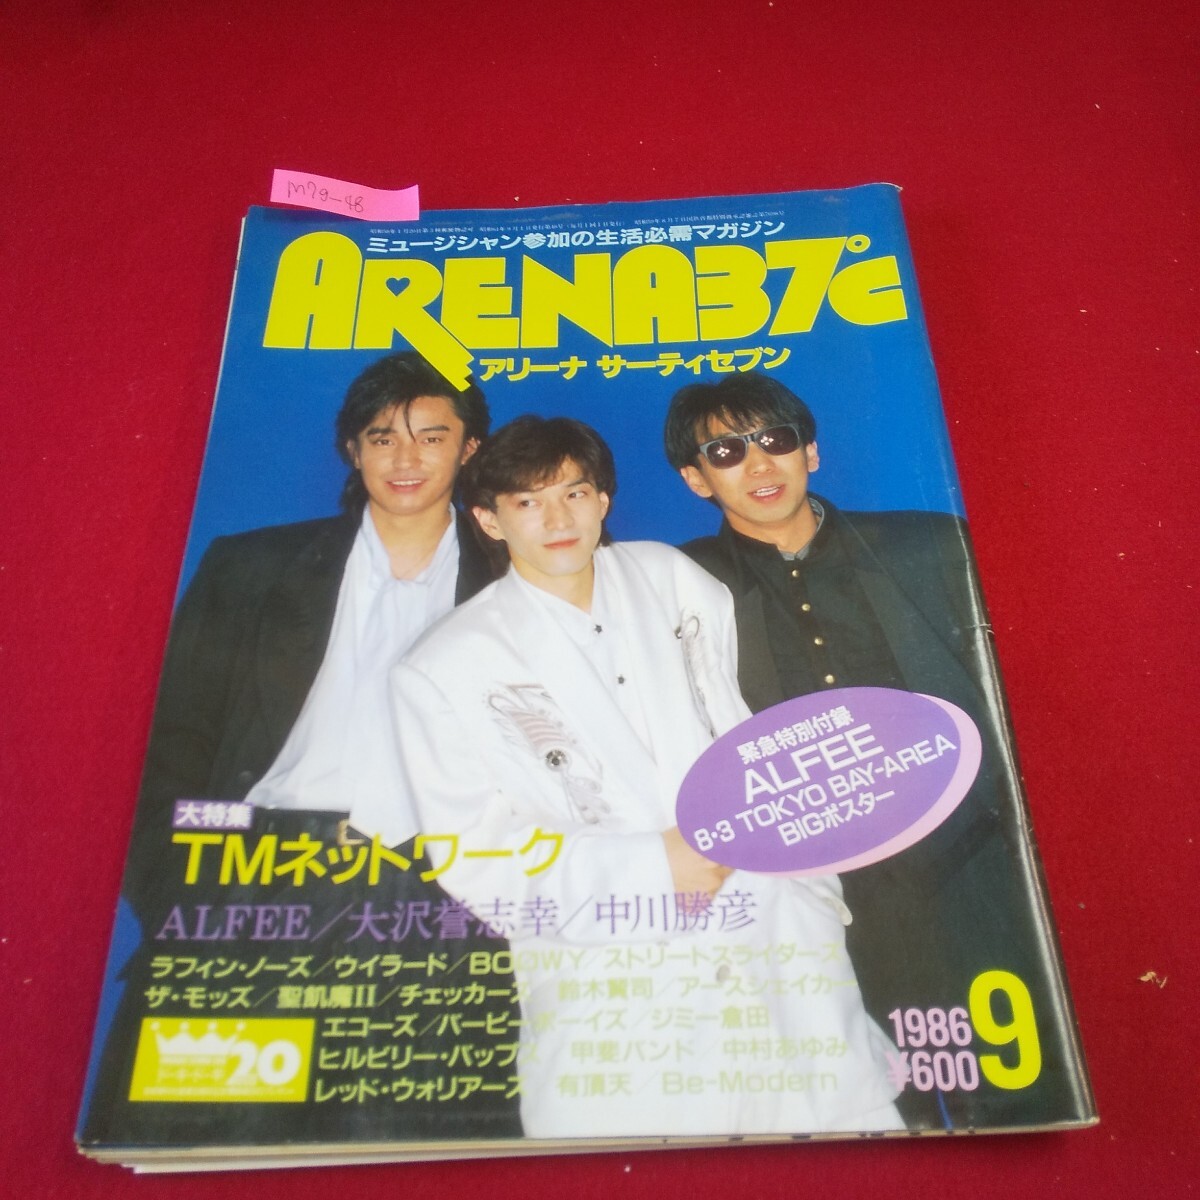 M79-48
ミュージシャン参加の生活必需マガジン
ARENA37℃
アリーナ サーティセブン
緊急特別付録
ALFEE
8・3 TOKYO BAY-AREA
BIGポスター
大特集
TMネットワーク
ALFEE/大沢誉志幸/中川勝彦
ラフィン・ノーズ/ウイラード/BOØWY/ストリートスライダーズ
ザ・モッズ/聖飢魔II/チェッカーズ 鈴木賢司/アースシェイカー
エコーズ/バービーボーイズ/ジミー倉田
ヒルビリー・バップス 甲斐バンド 中村あゆみ
レッド・ウォリアーズ 有頂天/Be-Modern
20
1986 9
¥600